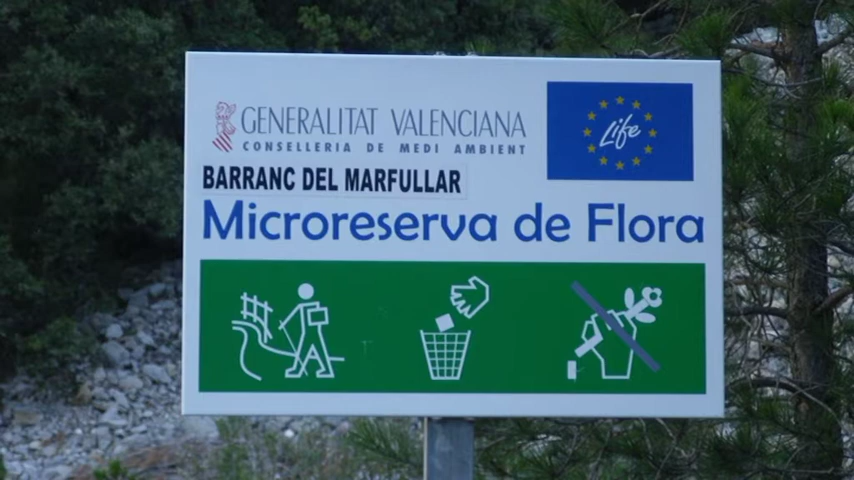 GENERALITAT VALENCIANA
CONSELLERIA DE MEDI AMBIENT
Life
BARRANC DEL MARFULLAR
Microreserva de Flora